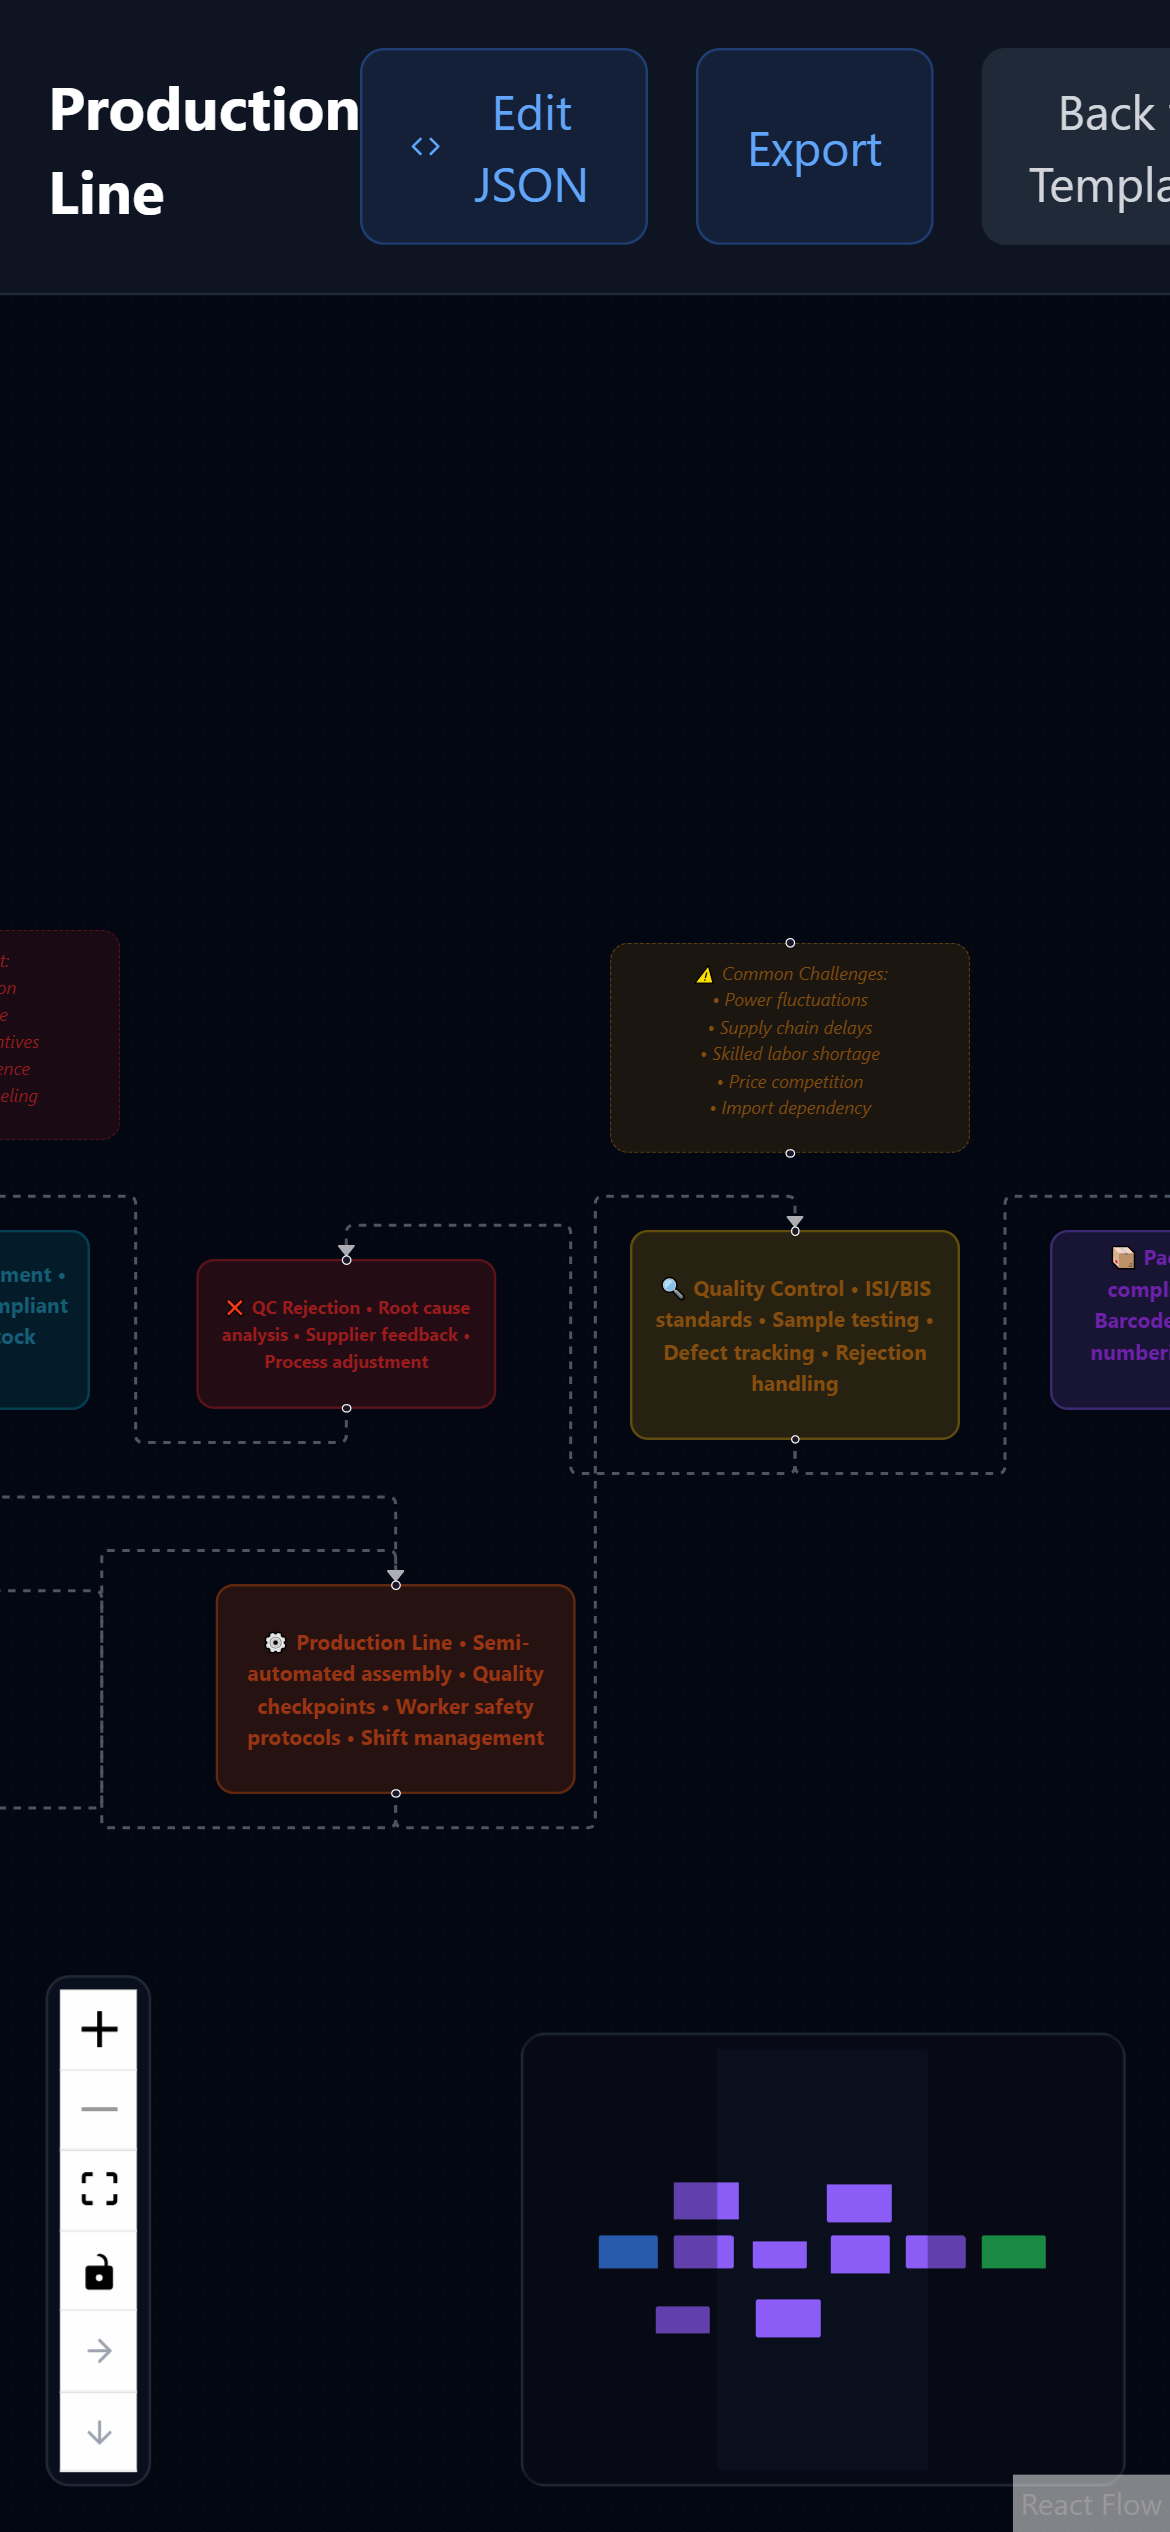 Production
Line
Edit
JSON
Export
Back
t:
on
e
ntives
ence
eling
⚠️ Common Challenges:
• Power fluctuations
• Supply chain delays
• Skilled labor shortage
• Price competition
• Import dependency
ment •
mpliant
tock
❌ QC Rejection • Root cause
analysis • Supplier feedback •
Process adjustment
🔍 Quality Control • ISI/BIS
standards • Sample testing •
Defect tracking • Rejection
handling
📦 Pa
compl
Barcode
number
⚙️ Production Line • Semi-
automated assembly • Quality
checkpoints • Worker safety
protocols • Shift management
React Flow